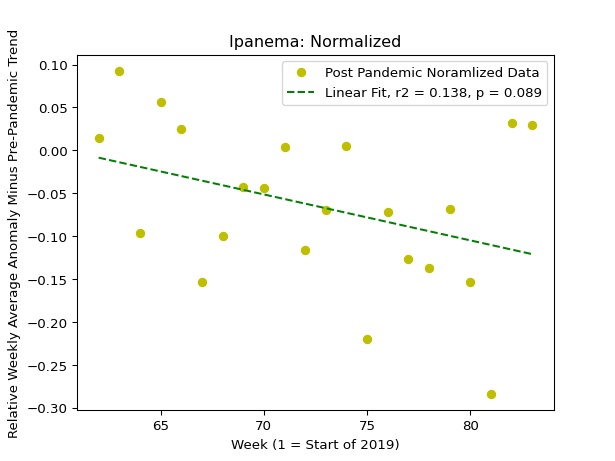 Ipanema: Normalized
Relative Weekly Average Anomaly Minus Pre-Pandemic Trend
0.10
0.05
0.00
−0.05
−0.10
−0.15
−0.20
−0.25
−0.30
Post Pandemic Noramlized Data
Linear Fit, r2 = 0.138, p = 0.089
65
70
75
80
Week (1 = Start of 2019)